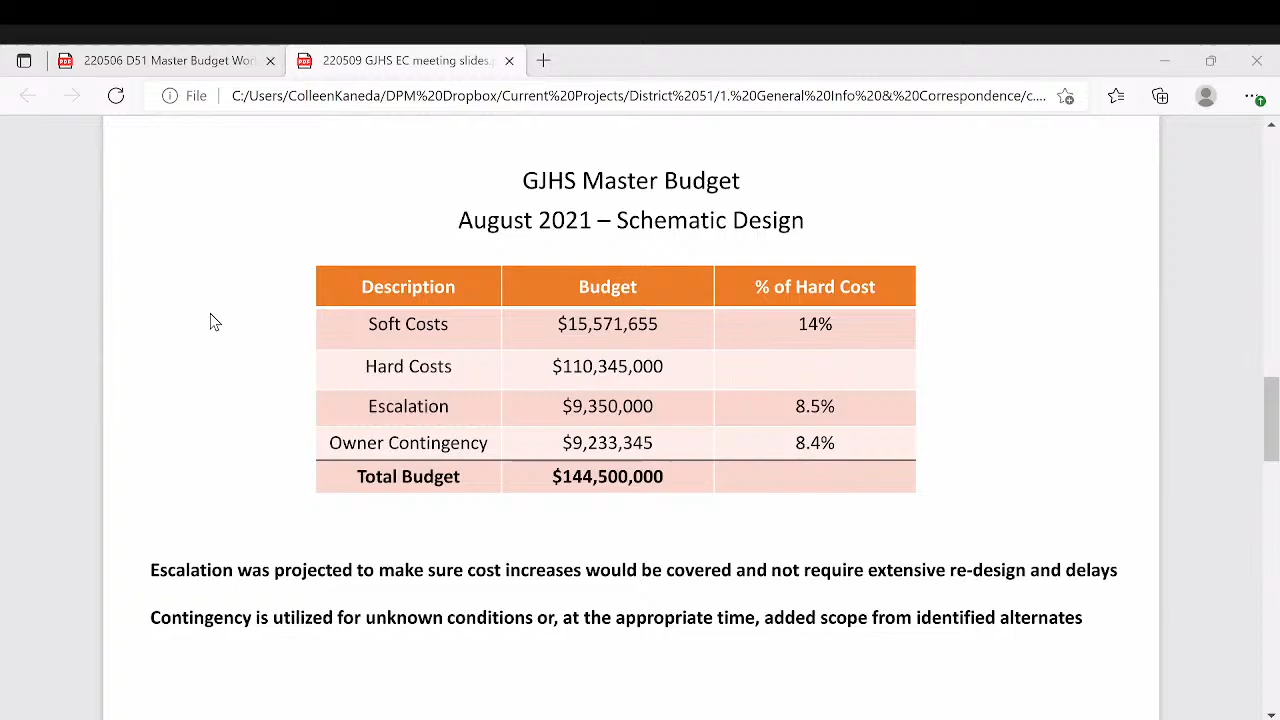 220506 D51 Master Budget Wor
220509 GJHS EC meeting slides.
File
C:/Users/ColleenKaneda/DPM%20Dropbox/Current%20Projects/District%2051/1.%20General%20Info%20&%20Correspondence/c....
GJHS Master Budget
August 2021 – Schematic Design
Description Budget % of Hard Cost
Soft Costs $15,571,655 14%
Hard Costs $110,345,000
Escalation $9,350,000 8.5%
Owner Contingency $9,233,345 8.4%
Total Budget $144,500,000
Escalation was projected to make sure cost increases would be covered and not require extensive re-design and delays
Contingency is utilized for unknown conditions or, at the appropriate time, added scope from identified alternates